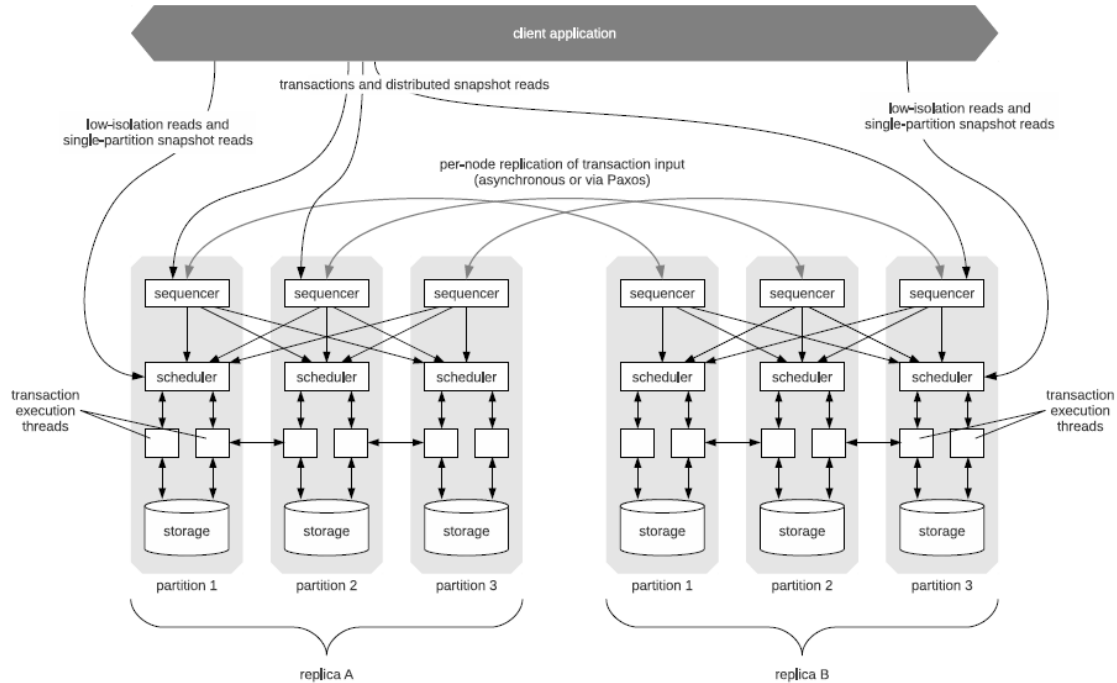 client application
transactions and distributed snapshot reads
low-isolation reads and
single-partition snapshot reads
low-isolation reads and
single-partition snapshot reads
per-node replication of transaction input
(asynchronous or via Paxos)
sequencer
sequencer
sequencer
sequencer
sequencer
sequencer
scheduler
scheduler
scheduler
scheduler
scheduler
scheduler
transaction
execution
threads
transaction
execution
threads
storage
storage
storage
storage
storage
storage
partition 1
partition 2
partition 3
partition 1
partition 2
partition 3
replica A
replica B